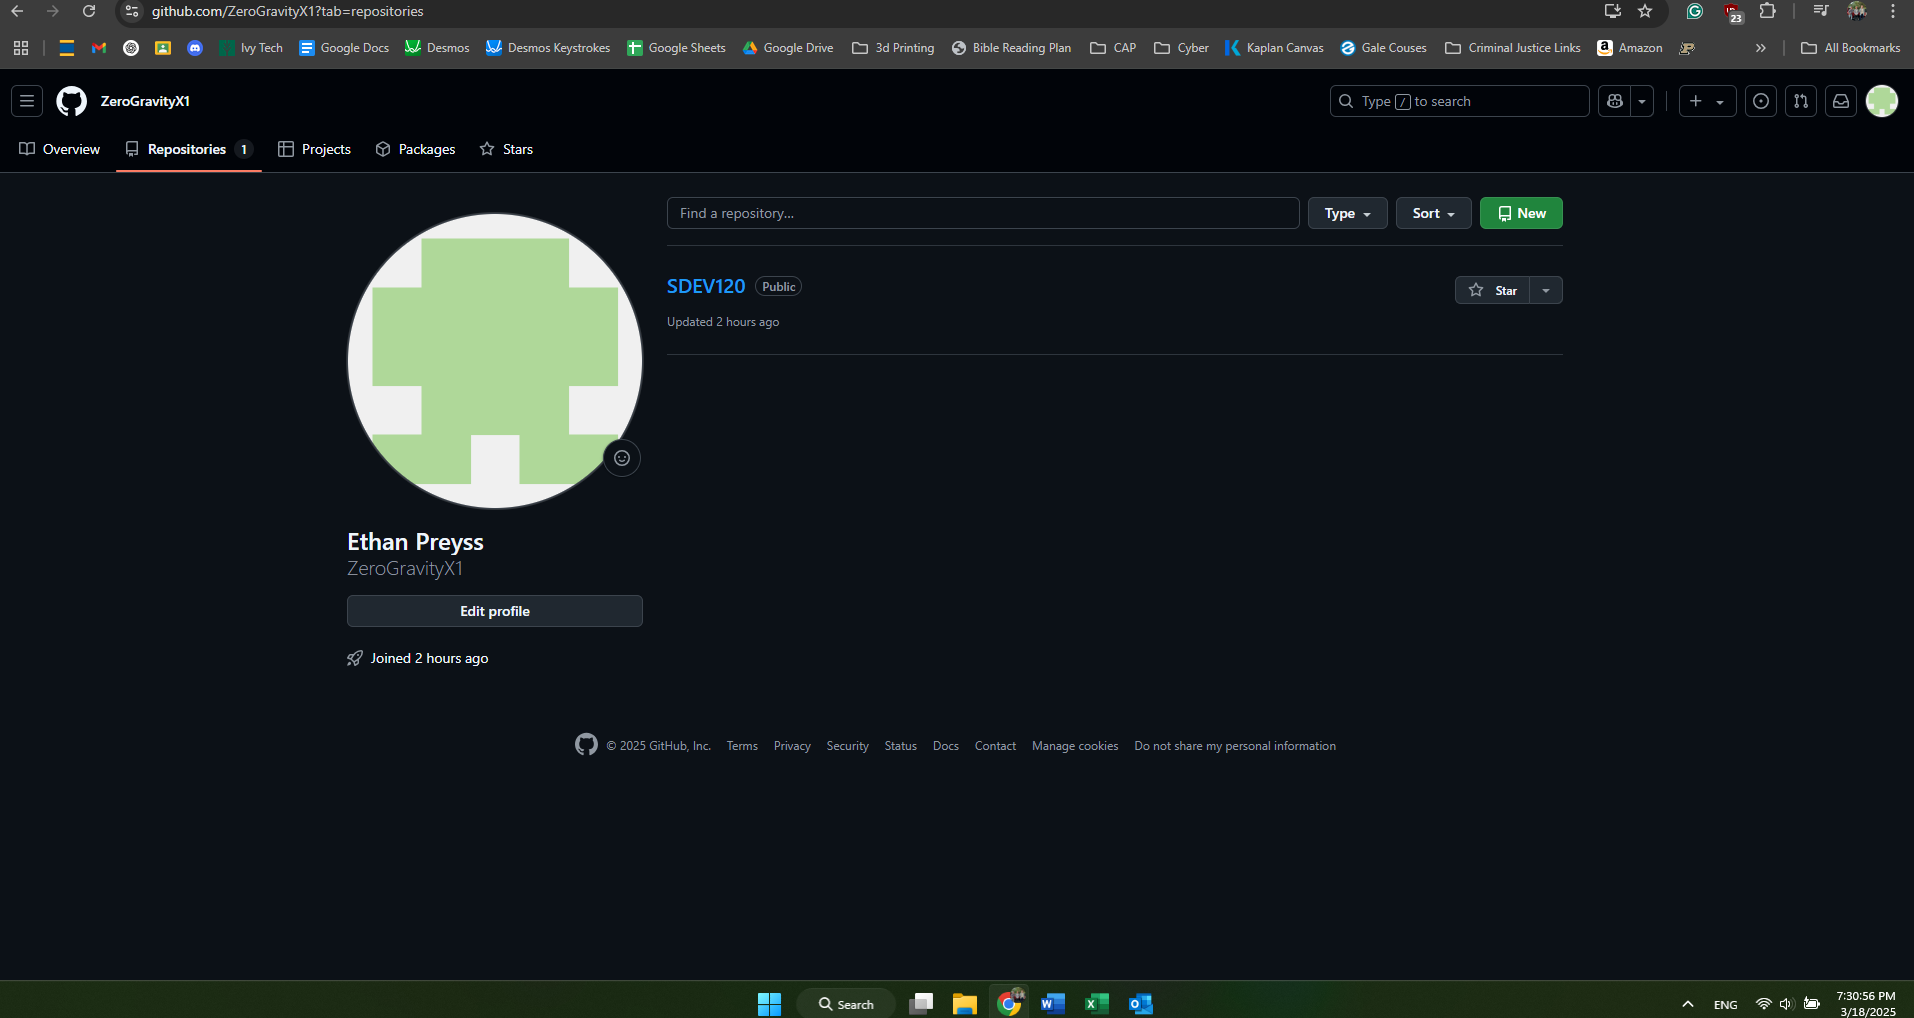 github.com/ZeroGravityX1?tab=repositories
23
Ivy Tech Google Docs Desmos Desmos Keystrokes Google Sheets Google Drive 3d Printing Bible Reading Plan CAP Cyber Kaplan Canvas Gale Couses Criminal Justice Links Amazon » All Bookmarks
ZeroGravityX1
Type / to search
Overview Repositories 1 Projects Packages Stars
Find a repository...
Type Sort New
SDEV120 Public
Star
Updated 2 hours ago
Ethan Preyss
ZeroGravityX1
Edit profile
Joined 2 hours ago
© 2025 GitHub, Inc. Terms Privacy Security Status Docs Contact Manage cookies Do not share my personal information
Search
ENG
7:30:56 PM
3/18/2025